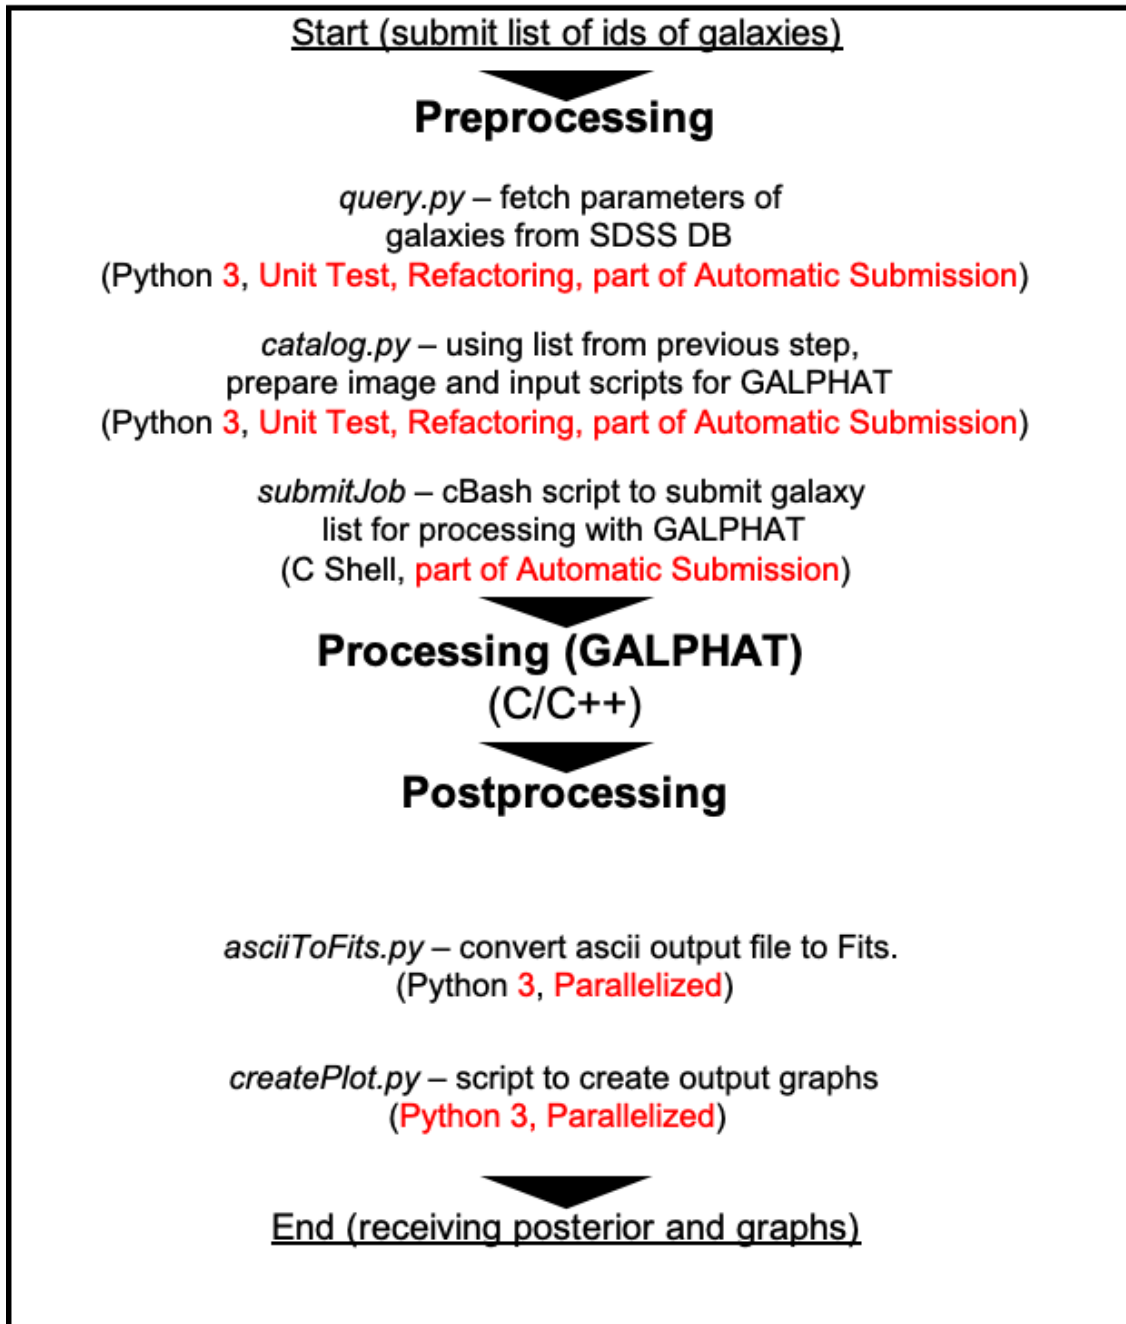 Start (submit list of ids of galaxies)
Preprocessing
query.py – fetch parameters of
galaxies from SDSS DB
(Python 3, Unit Test, Refactoring, part of Automatic Submission)
catalog.py – using list from previous step,
prepare image and input scripts for GALPHAT
(Python 3, Unit Test, Refactoring, part of Automatic Submission)
submitJob – cBash script to submit galaxy
list for processing with GALPHAT
(C Shell, part of Automatic Submission)
Processing (GALPHAT)
(C/C++)
Postprocessing
asciiToFits.py – convert ascii output file to Fits.
(Python 3, Parallelized)
createPlot.py – script to create output graphs
(Python 3, Parallelized)
End (receiving posterior and graphs)